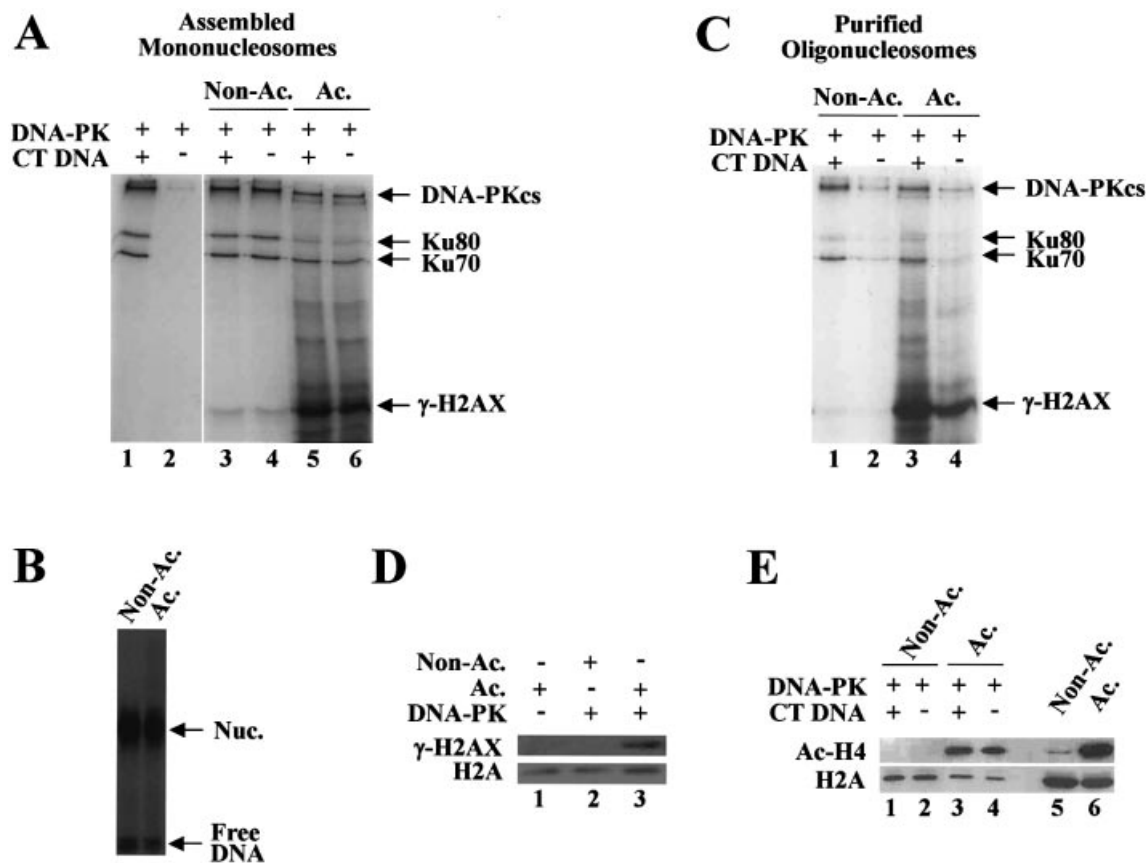 A
Assembled
Mononucleosomes
Non-Ac. Ac.
DNA-PK + + + + + +
CT DNA + - + - + -
DNA-PKcs
Ku80
Ku70
γ-H2AX
1 2 3 4 5 6
C
Purified
Oligonucleosomes
Non-Ac. Ac.
DNA-PK + + + +
CT DNA + - + -
DNA-PKcs
Ku80
Ku70
γ-H2AX
1 2 3 4
B
Non-Ac.
Ac.
Nuc.
Free
DNA
D
Non-Ac. - + -
Ac. + - +
DNA-PK - + +
γ-H2AX
H2A
1 2 3
E
Non-Ac. Ac. Non-Ac. Ac.
DNA-PK + + + +
CT DNA + - + -
Ac-H4
H2A
1 2 3 4 5 6